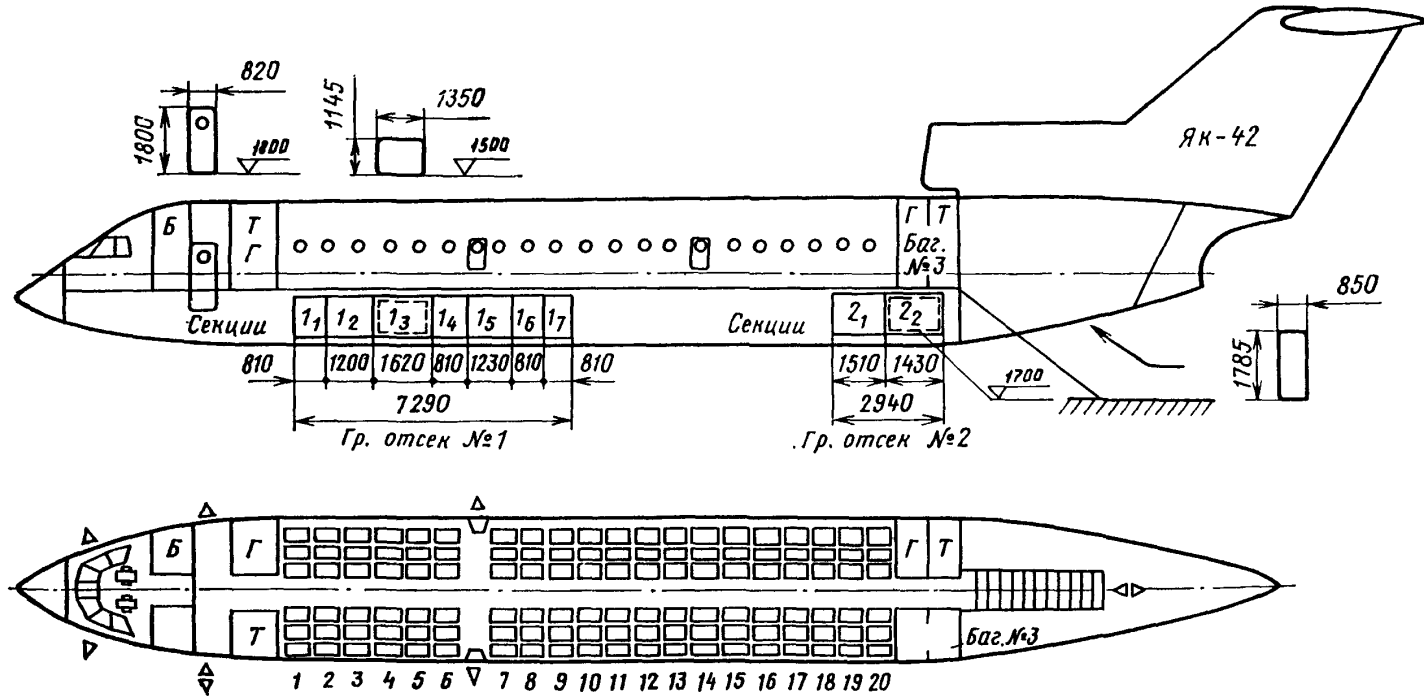 820
1800
1800
1145
1350
1500
Як-42
Б
Т
Г
Г Т
Баг.
№3
Секции
1₁ 1₂ 1₃ 1₄ 1₅ 1₆ 1₇
Секции
2₁ 2₂
850
1785
810 1200 1620 810 1230 810 810
1510 1430
1700
7290
2940
Гр. отсек №1
Гр. отсек №2
Б
Г
Г Т
Т
Баг.№3
1 2 3 4 5 6 7 8 9 10 11 12 13 14 15 16 17 18 19 20